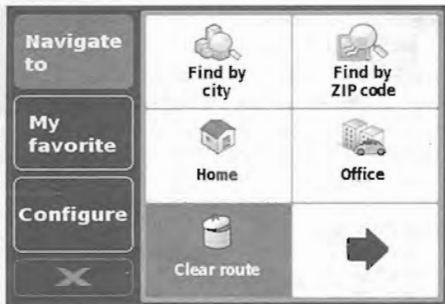 Navigate
to
My
favorite
Configure
Find by
city
Find by
ZIP code
Home
Office
Clear route